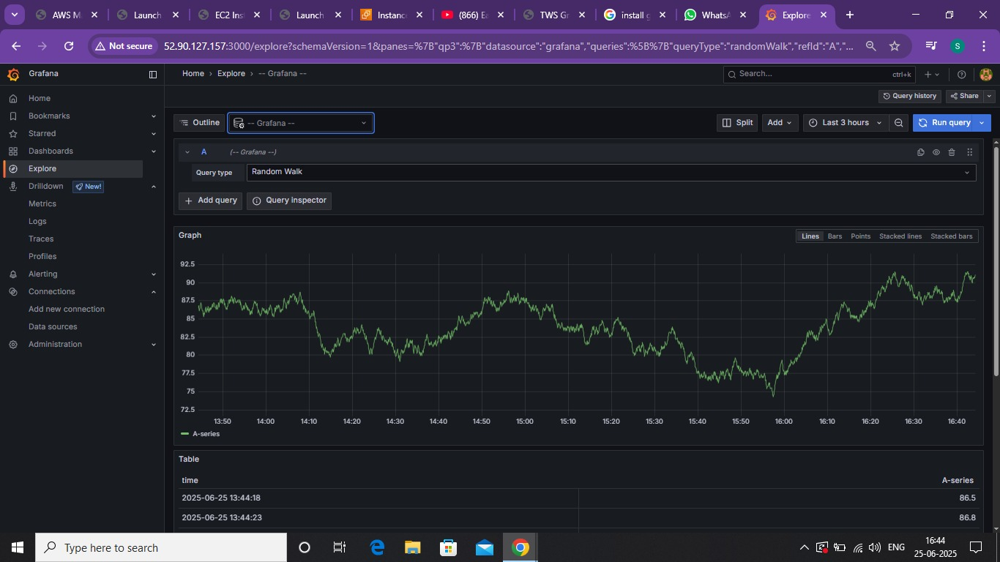 AWS M
Launch
EC2 Ins
Launch
Instanc
(866) Ea
TWS Gr
install g
WhatsA
Explore
Not secure
52.90.127.157:3000/explore?schemaVersion=1&panes=%7B"qp3":%7B"datasource":"grafana","queries":%5B%7B"queryType":"randomWalk","refId":"A","...
S
Grafana
Home › Explore › -- Grafana --
Search...
ctrl+k
Query history
Share
Home
Bookmarks
Starred
Dashboards
Explore
Drilldown
New!
Metrics
Logs
Traces
Profiles
Alerting
Connections
Add new connection
Data sources
Administration
Outline
-- Grafana --
Split
Add
Last 3 hours
Run query
A
(-- Grafana --)
Query type
Random Walk
+ Add query
Query inspector
Graph
Lines
Bars
Points
Stacked lines
Stacked bars
92.5
90
87.5
85
82.5
80
77.5
75
72.5
13:50
14:00
14:10
14:20
14:30
14:40
14:50
15:00
15:10
15:20
15:30
15:40
15:50
16:00
16:10
16:20
16:30
16:40
A-series
Table
time
A-series
2025-06-25 13:44:18
86.5
2025-06-25 13:44:23
86.8
Type here to search
ENG
16:44
25-06-2025